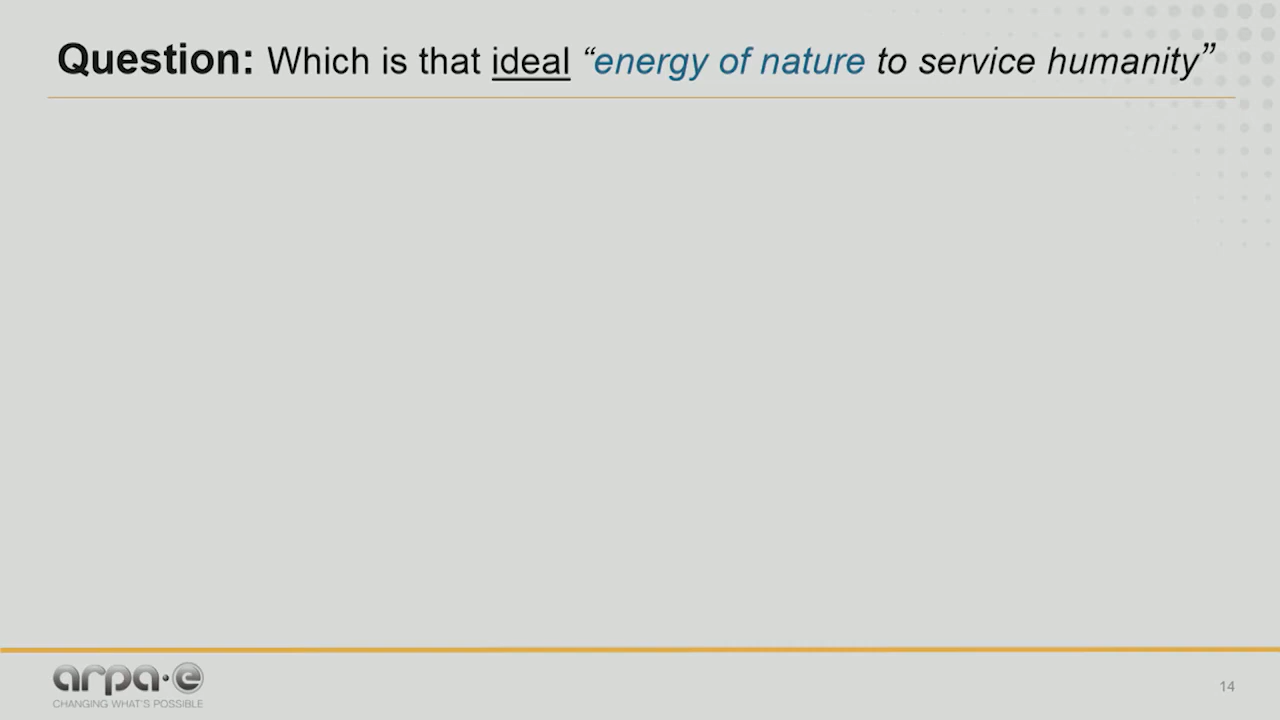 Question: Which is that ideal “energy of nature to service humanity”
arpa·e
CHANGING WHAT'S POSSIBLE
14